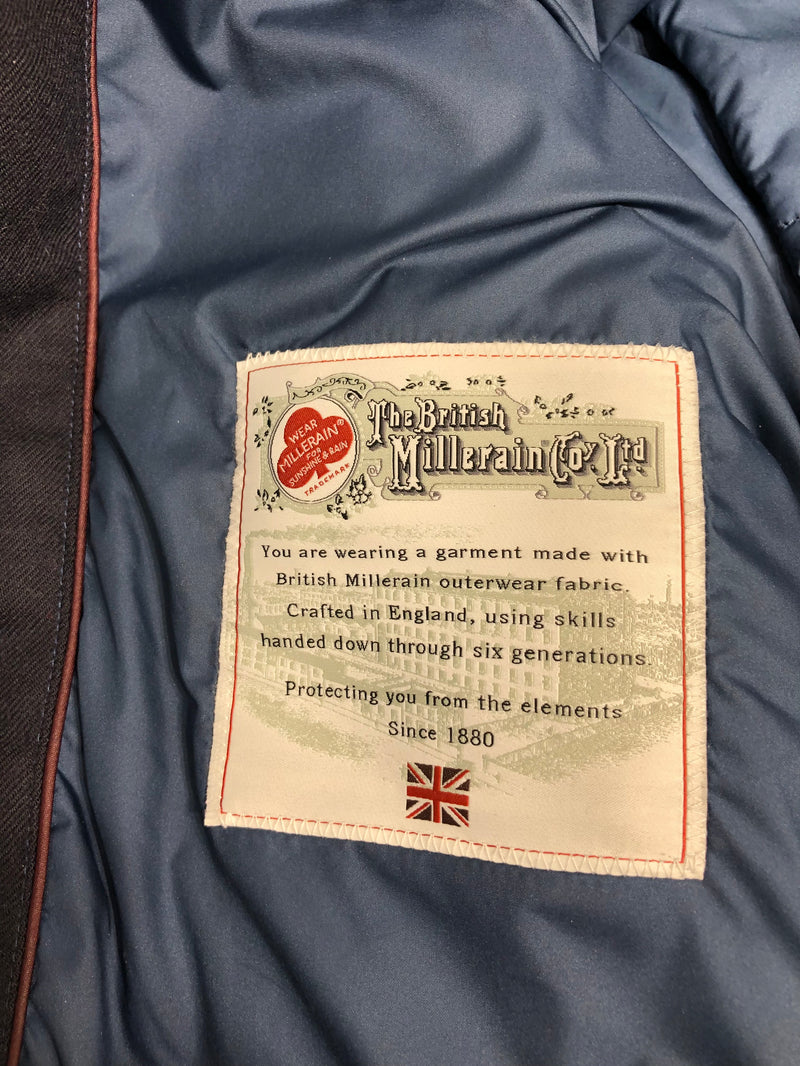 WEAR
MILLERAIN®
FOR
SUNSHINE & RAIN
TRADEMARK
The British
Millerain Coy Ltd
You are wearing a garment made with
British Millerain outerwear fabric.
Crafted in England, using skills
handed down through six generations.
Protecting you from the elements
Since 1880